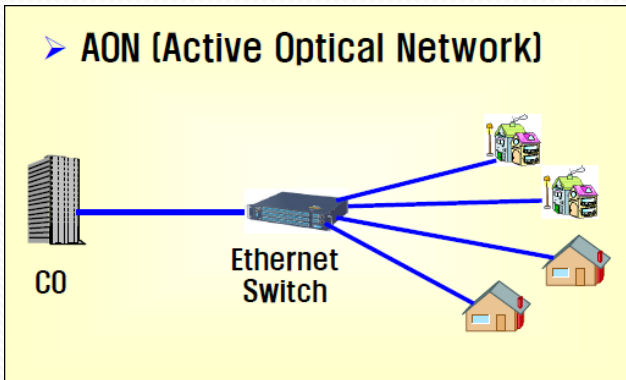 ➢ AON (Active Optical Network)
CO
Ethernet
Switch